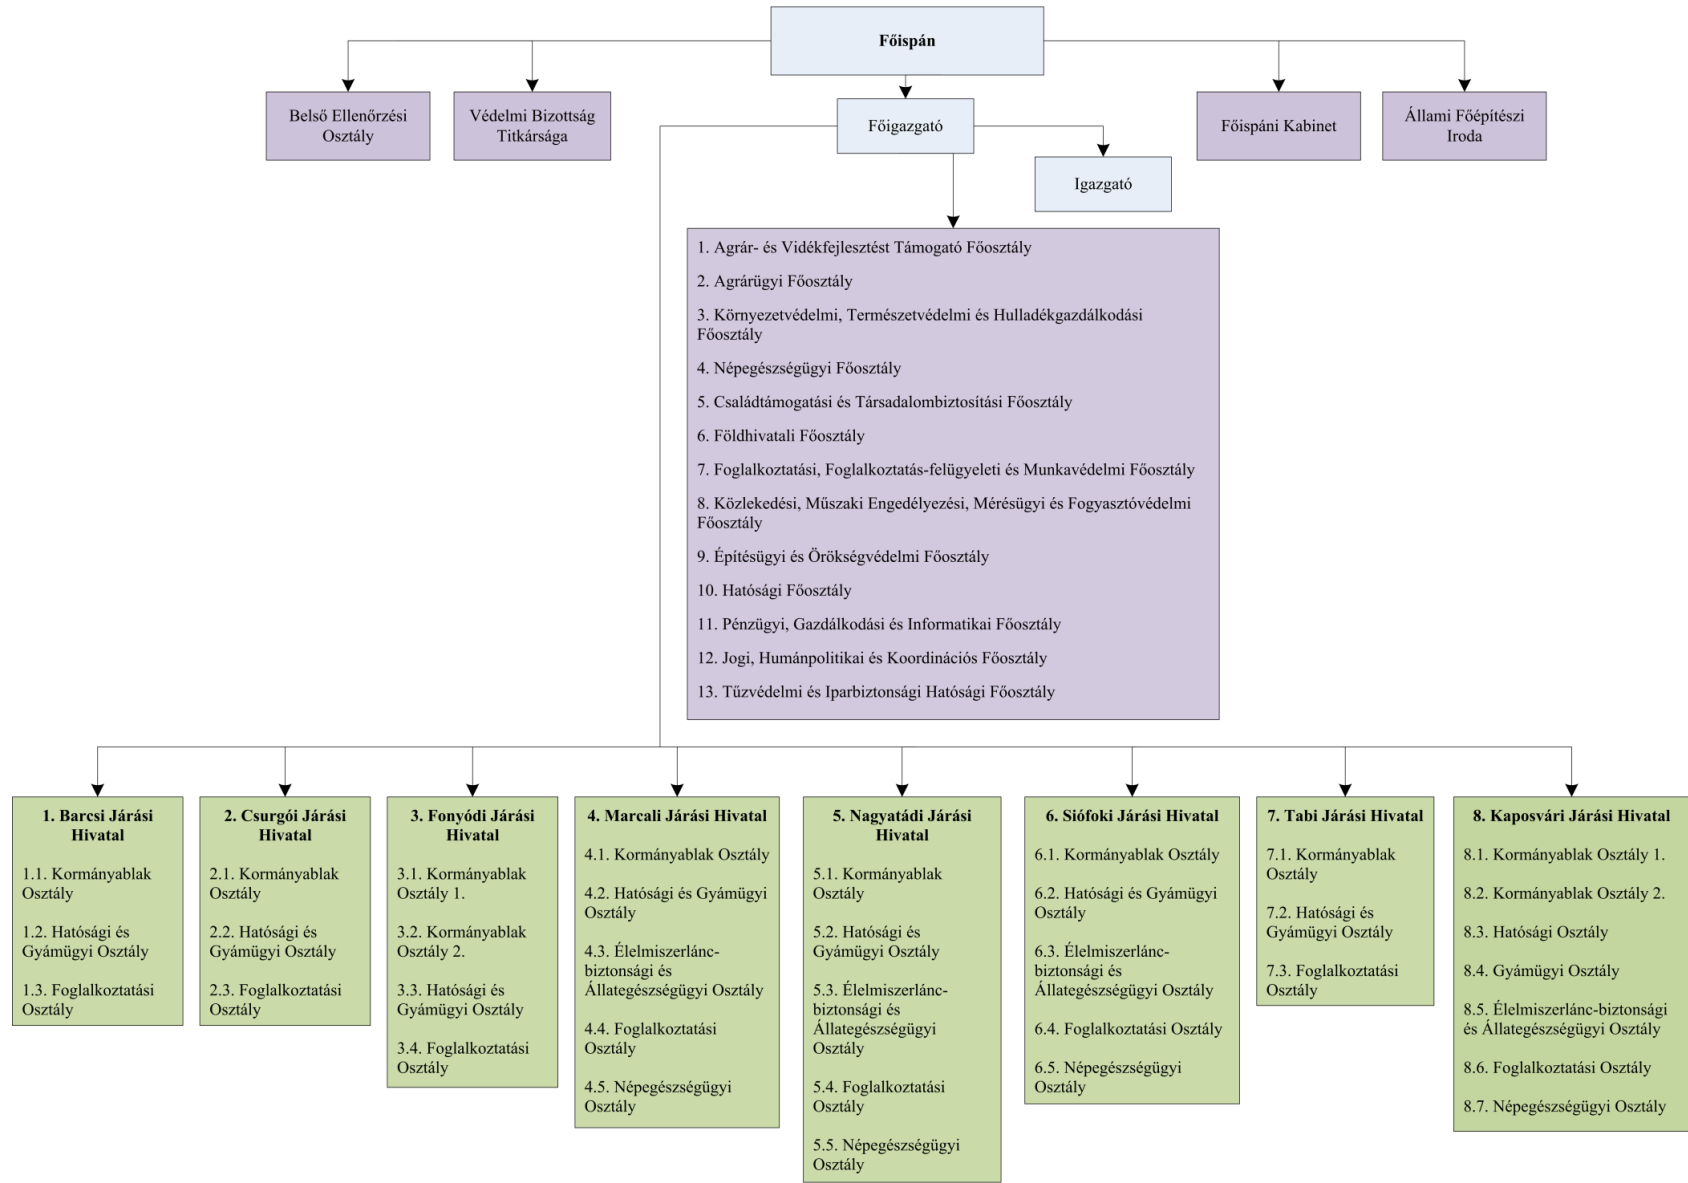 Főispán
Belső Ellenőrzési
Osztály
Védelmi Bizottság
Titkársága
Főigazgató
Főispáni Kabinet
Állami Főépítészi
Iroda
Igazgató
1. Agrár- és Vidékfejlesztést Támogató Főosztály
2. Agrárügyi Főosztály
3. Környezetvédelmi, Természetvédelmi és Hulladékgazdálkodási
Főosztály
4. Népegészségügyi Főosztály
5. Családtámogatási és Társadalombiztosítási Főosztály
6. Földhivatali Főosztály
7. Foglalkoztatási, Foglalkoztatás-felügyeleti és Munkavédelmi Főosztály
8. Közlekedési, Műszaki Engedélyezési, Mérésügyi és Fogyasztóvédelmi
Főosztály
9. Építésügyi és Örökségvédelmi Főosztály
10. Hatósági Főosztály
11. Pénzügyi, Gazdálkodási és Informatikai Főosztály
12. Jogi, Humánpolitikai és Koordinációs Főosztály
13. Tűzvédelmi és Iparbiztonsági Hatósági Főosztály
1. Barcsi Járási
Hivatal
1.1. Kormányablak
Osztály
1.2. Hatósági és
Gyámügyi Osztály
1.3. Foglalkoztatási
Osztály
2. Csurgói Járási
Hivatal
2.1. Kormányablak
Osztály
2.2. Hatósági és
Gyámügyi Osztály
2.3. Foglalkoztatási
Osztály
3. Fonyódi Járási
Hivatal
3.1. Kormányablak
Osztály 1.
3.2. Kormányablak
Osztály 2.
3.3. Hatósági és
Gyámügyi Osztály
3.4. Foglalkoztatási
Osztály
4. Marcali Járási Hivatal
4.1. Kormányablak Osztály
4.2. Hatósági és Gyámügyi
Osztály
4.3. Élelmiszerlánc-
biztonsági és
Állategészségügyi Osztály
4.4. Foglalkoztatási
Osztály
4.5. Népegészségügyi
Osztály
5. Nagyatádi Járási
Hivatal
5.1. Kormányablak
Osztály
5.2. Hatósági és
Gyámügyi Osztály
5.3. Élelmiszerlánc-
biztonsági és
Állategészségügyi
Osztály
5.4. Foglalkoztatási
Osztály
5.5. Népegészségügyi
Osztály
6. Siófoki Járási Hivatal
6.1. Kormányablak Osztály
6.2. Hatósági és Gyámügyi
Osztály
6.3. Élelmiszerlánc-
biztonsági és
Állategészségügyi Osztály
6.4. Foglalkoztatási Osztály
6.5. Népegészségügyi
Osztály
7. Tabi Járási Hivatal
7.1. Kormányablak
Osztály
7.2. Hatósági és
Gyámügyi Osztály
7.3. Foglalkoztatási
Osztály
8. Kaposvári Járási Hivatal
8.1. Kormányablak Osztály 1.
8.2. Kormányablak Osztály 2.
8.3. Hatósági Osztály
8.4. Gyámügyi Osztály
8.5. Élelmiszerlánc-biztonsági
és Állategészségügyi Osztály
8.6. Foglalkoztatási Osztály
8.7. Népegészségügyi Osztály